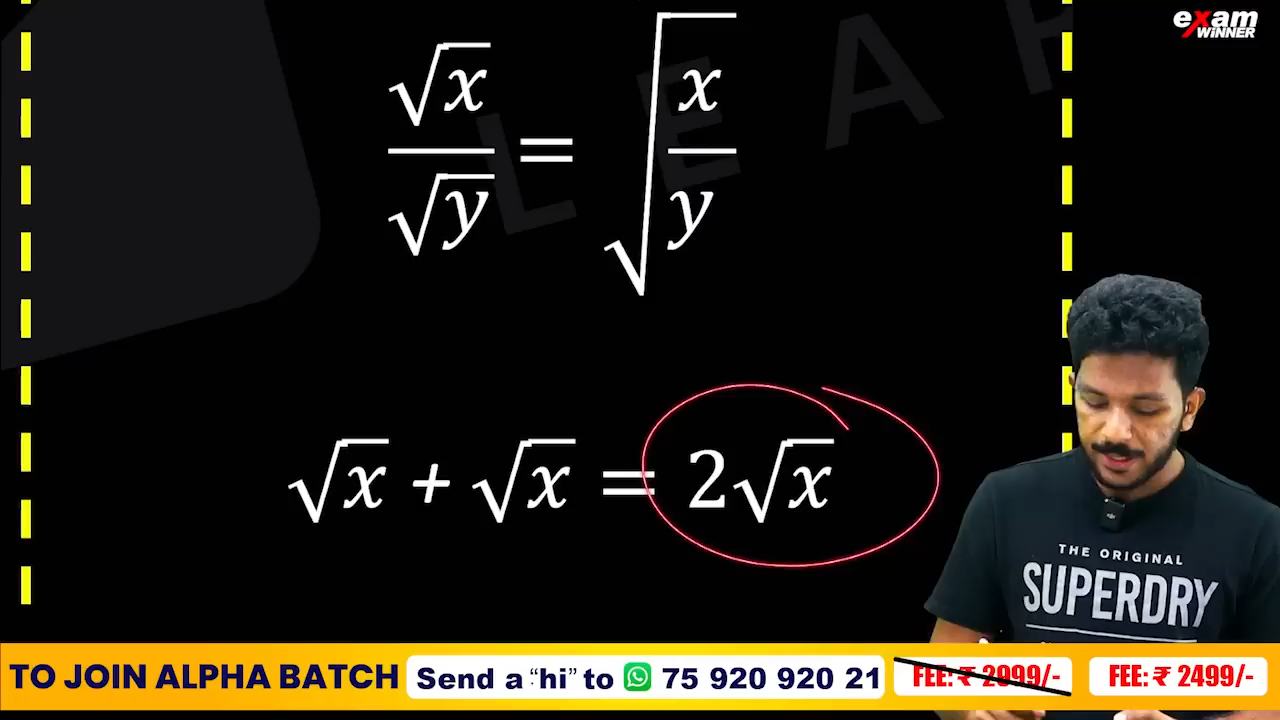 exam
WINNER
√x / √y = √(x/y)
LEAR
√x + √x = 2√x
THE ORIGINAL
SUPERDRY
TO JOIN ALPHA BATCH Send a “hi” to 75 920 920 21 FEE: ₹ 2999/- FEE: ₹ 2499/-